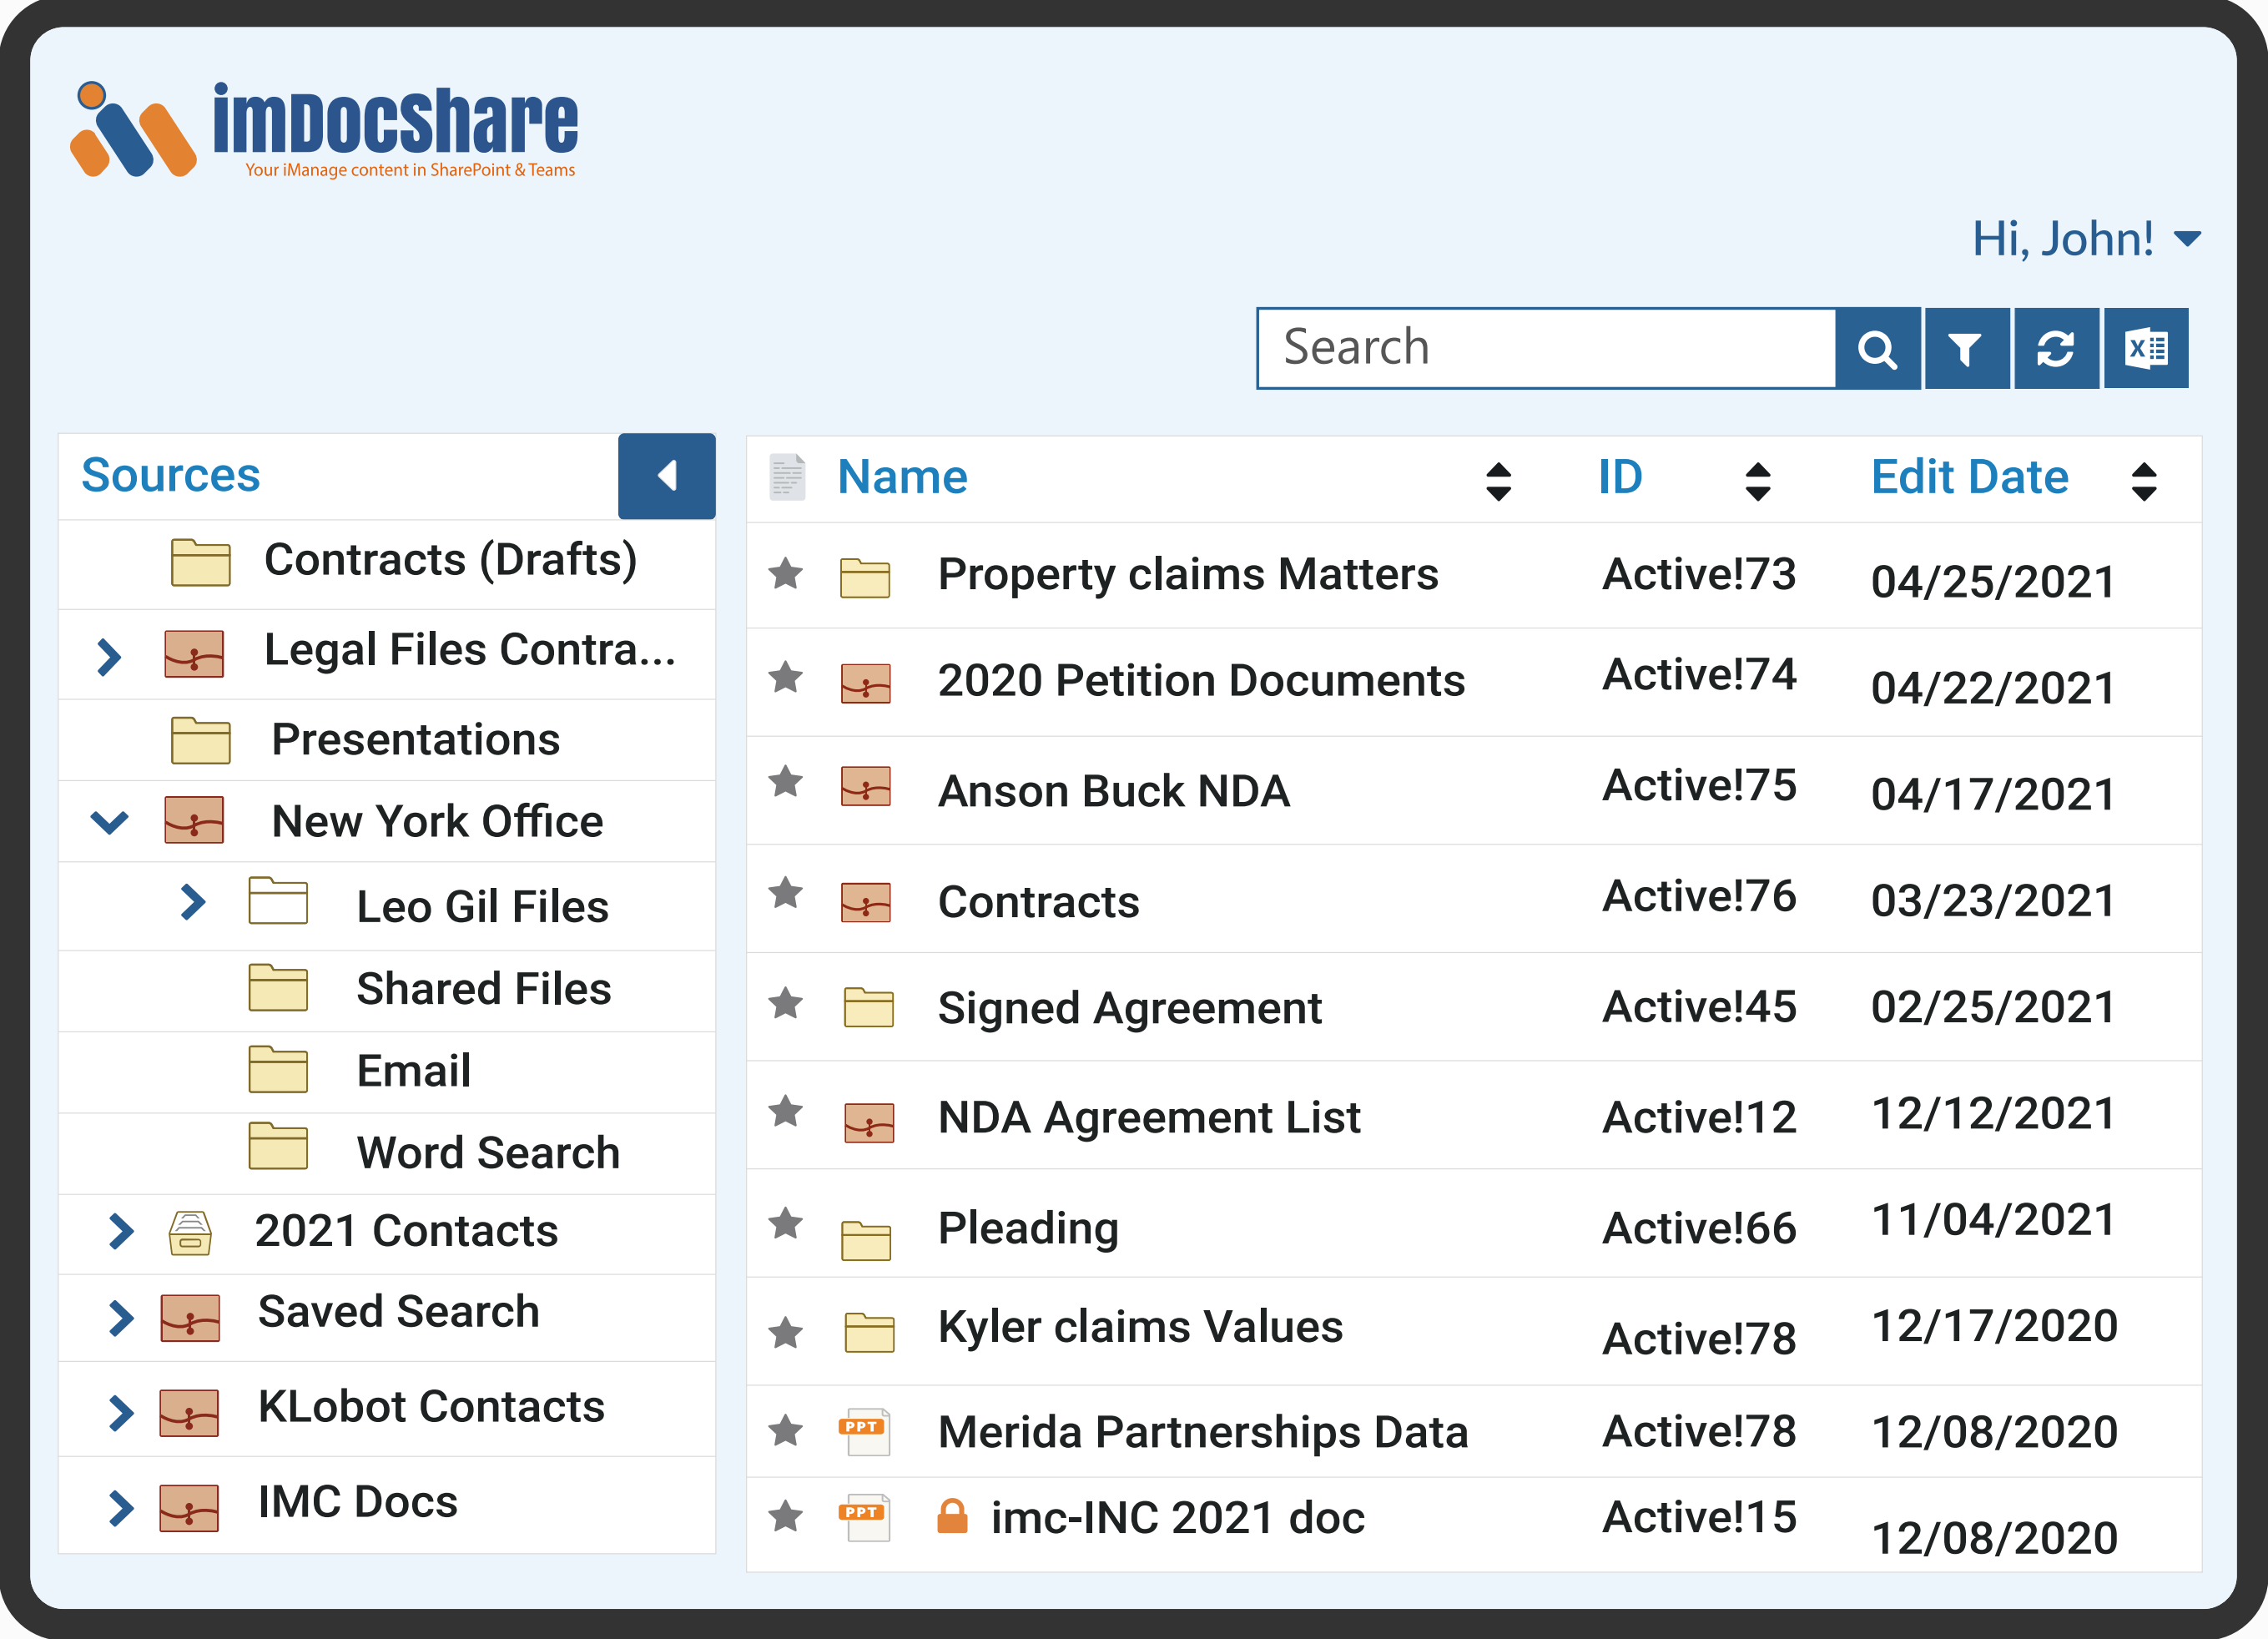 imDocShare
Your iManage content in SharePoint & Teams
Hi, John!
Search
Sources
Contracts (Drafts)
Legal Files Contra...
Presentations
New York Office
Leo Gil Files
Shared Files
Email
Word Search
2021 Contacts
Saved Search
KLobot Contacts
IMC Docs
Name ID Edit Date
Property claims Matters Active!73 04/25/2021
2020 Petition Documents Active!74 04/22/2021
Anson Buck NDA Active!75 04/17/2021
Contracts Active!76 03/23/2021
Signed Agreement Active!45 02/25/2021
NDA Agreement List Active!12 12/12/2021
Pleading Active!66 11/04/2021
Kyler claims Values Active!78 12/17/2020
PPT Merida Partnerships Data Active!78 12/08/2020
PPT imc-INC 2021 doc Active!15 12/08/2020